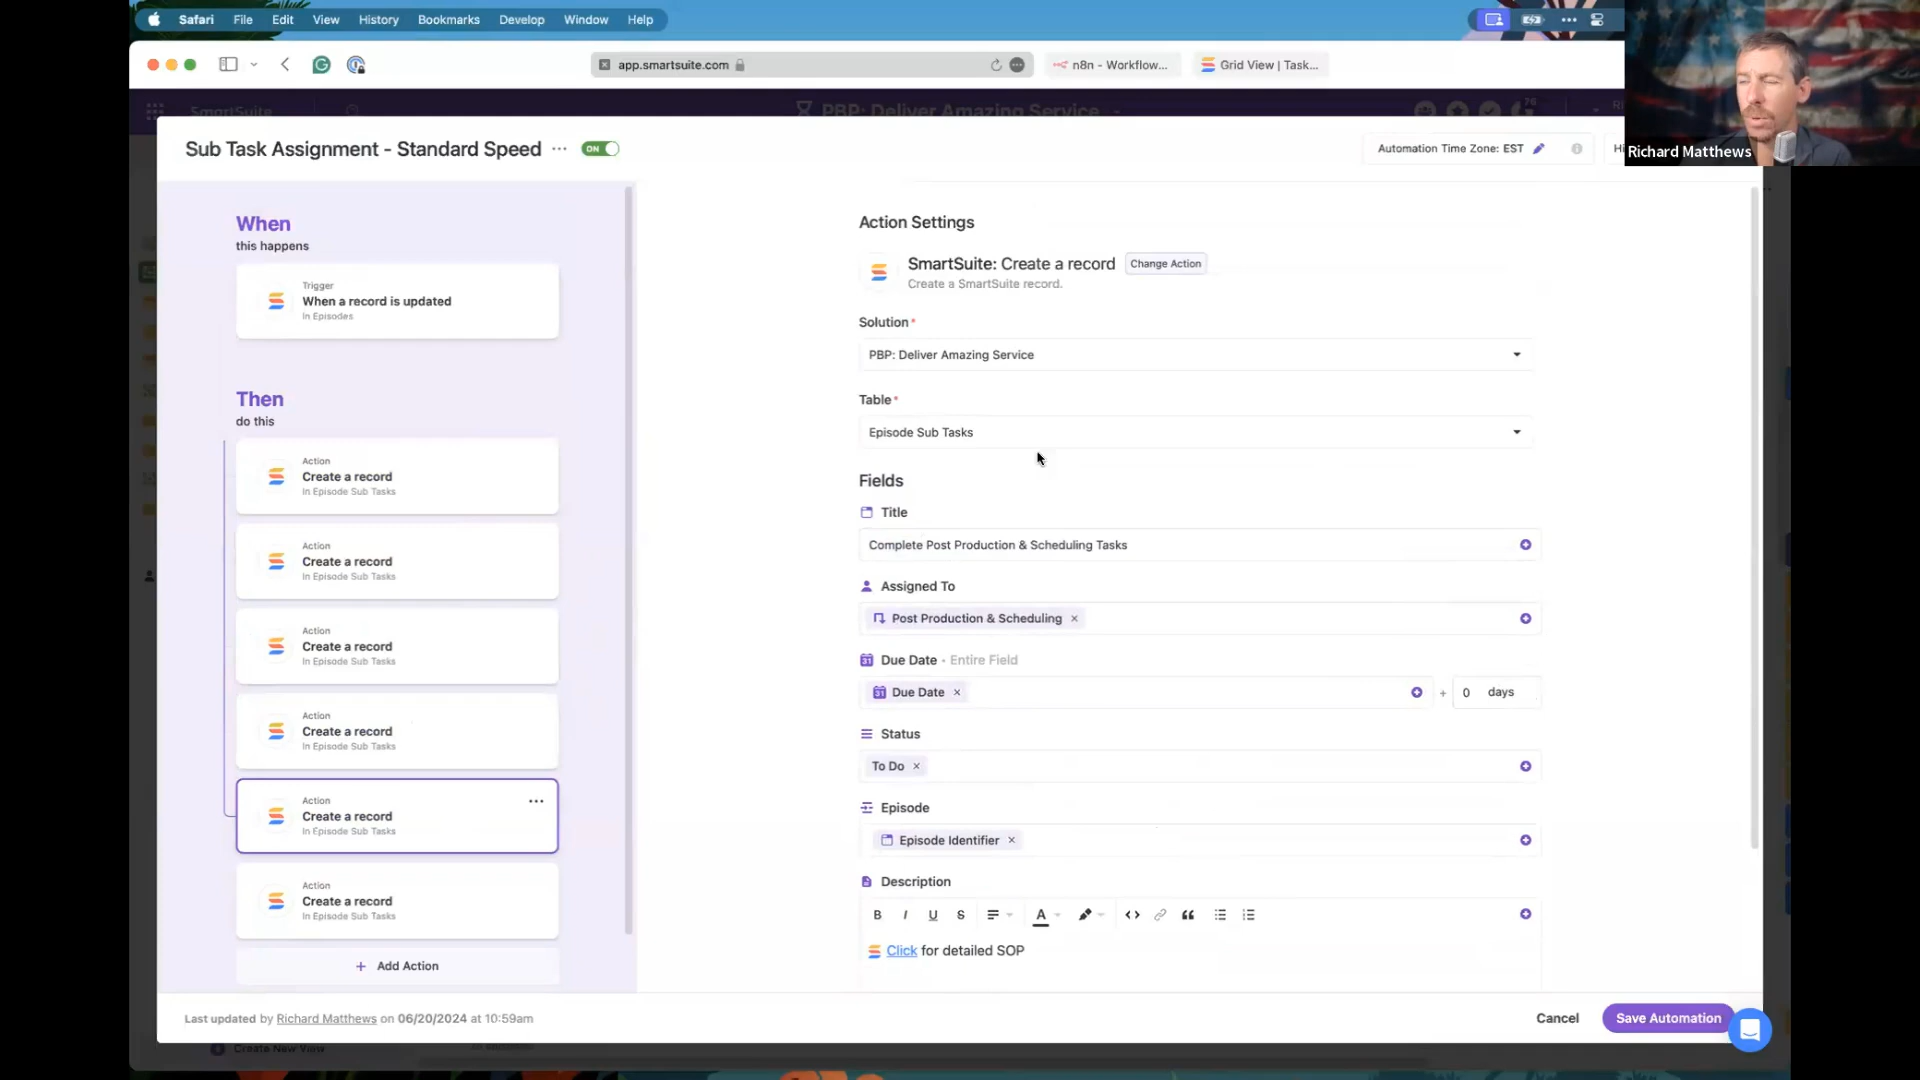 Safari File Edit View History Bookmarks Develop Window Help
app.smartsuite.com
n8n - Workflow...
Grid View | Task...
SmartSuite
PBP: Deliver Amazing Service
76
Richard Matthews
Sub Task Assignment - Standard Speed
ON
Automation Time Zone: EST
When
this happens
Trigger
When a record is updated
In Episodes
Then
do this
Action
Create a record
In Episode Sub Tasks
Action
Create a record
In Episode Sub Tasks
Action
Create a record
In Episode Sub Tasks
Action
Create a record
In Episode Sub Tasks
Action
Create a record
In Episode Sub Tasks
Action
Create a record
In Episode Sub Tasks
+ Add Action
Action Settings
SmartSuite: Create a record Change Action
Create a SmartSuite record.
Solution*
PBP: Deliver Amazing Service
Table*
Episode Sub Tasks
Fields
Title
Complete Post Production & Scheduling Tasks
Assigned To
Post Production & Scheduling ×
Due Date • Entire Field
31 Due Date × + 0 days
Status
To Do ×
Episode
Episode Identifier ×
Description
B I U S A
Click for detailed SOP
Last updated by Richard Matthews on 06/20/2024 at 10:59am
Cancel Save Automation
Create New View